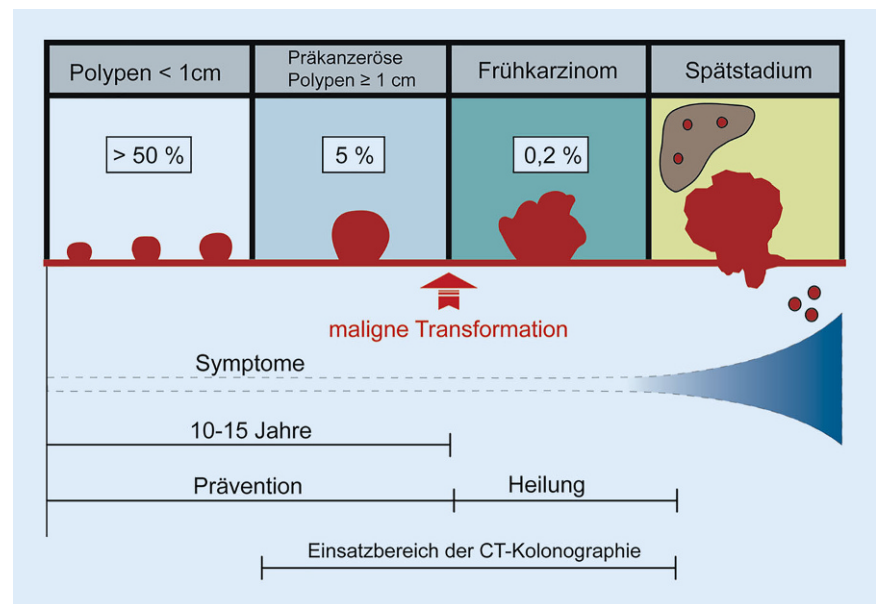 Polypen < 1cm
Präkanzeröse
Polypen ≥ 1 cm
Frühkarzinom
Spätstadium
> 50 %
5 %
0,2 %
maligne Transformation
Symptome
10-15 Jahre
Prävention
Heilung
Einsatzbereich der CT-Kolonographie